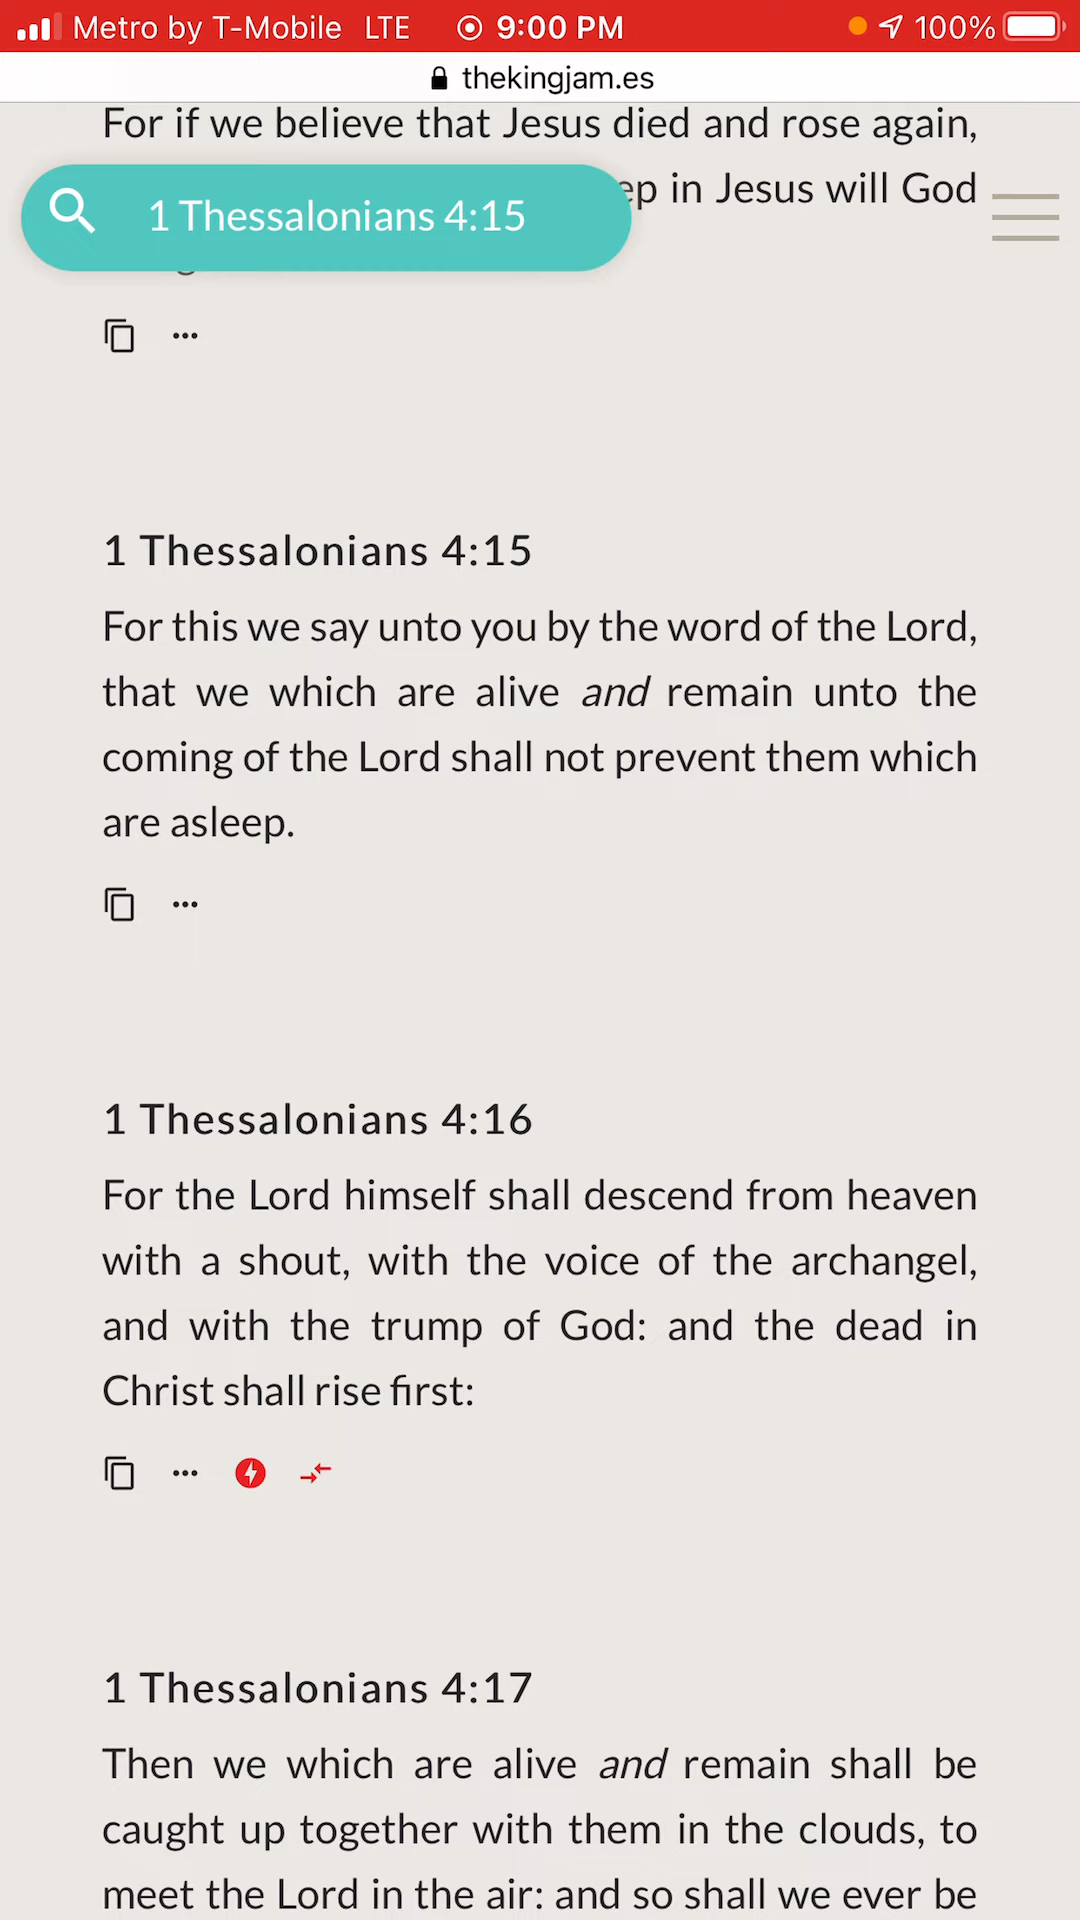 Metro by T-Mobile LTE 9:00 PM 100%
thekingjam.es
For if we believe that Jesus died and rose again,
in Jesus will God
1 Thessalonians 4:15
1 Thessalonians 4:15
For this we say unto you by the word of the Lord,
that we which are alive and remain unto the
coming of the Lord shall not prevent them which
are asleep.
1 Thessalonians 4:16
For the Lord himself shall descend from heaven
with a shout, with the voice of the archangel,
and with the trump of God: and the dead in
Christ shall rise first:
1 Thessalonians 4:17
Then we which are alive and remain shall be
caught up together with them in the clouds, to
meet the Lord in the air: and so shall we ever be